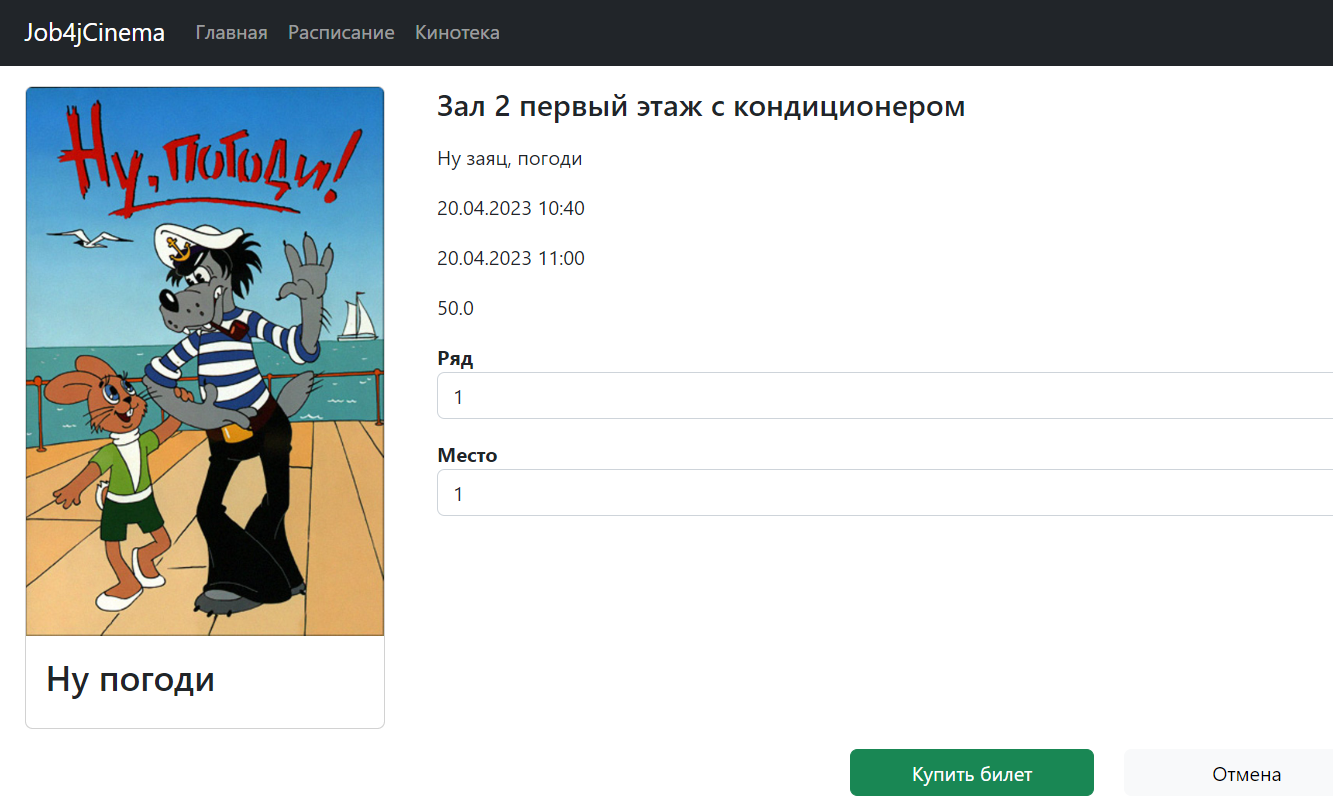 Job4jCinema Главная Расписание Кинотека
Ну, погоди!
Ну погоди
Зал 2 первый этаж с кондиционером
Ну заяц, погоди
20.04.2023 10:40
20.04.2023 11:00
50.0
Ряд
1
Место
1
Купить билет Отмена